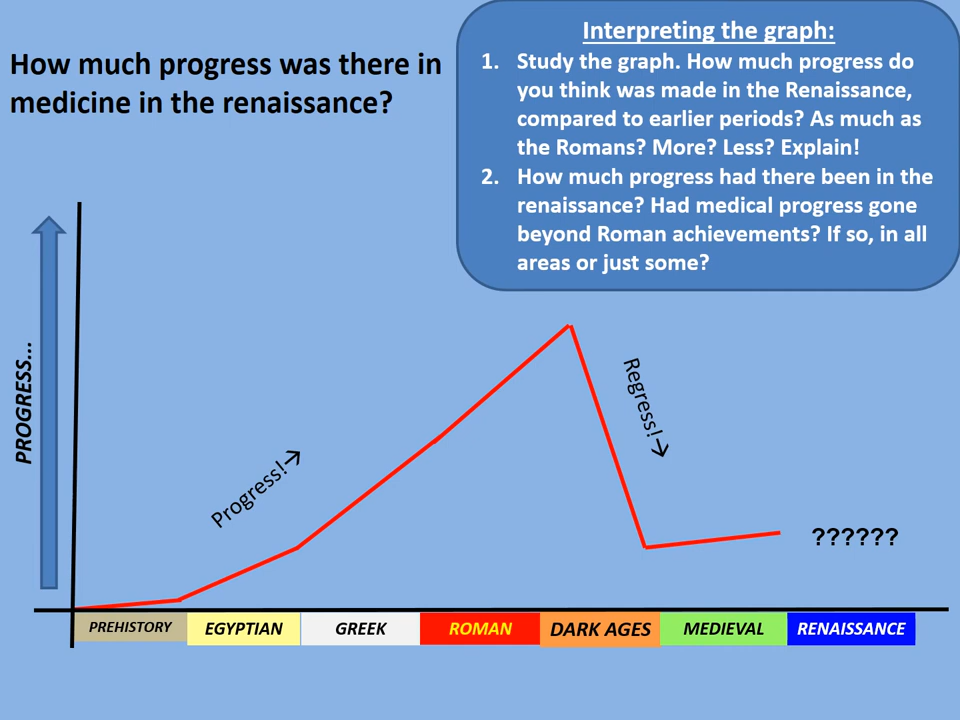 How much progress was there in
medicine in the renaissance?
Interpreting the graph:
1. Study the graph. How much progress do
you think was made in the Renaissance,
compared to earlier periods? As much as
the Romans? More? Less? Explain!
2. How much progress had there been in the
renaissance? Had medical progress gone
beyond Roman achievements? If so, in all
areas or just some?
PROGRESS...
Progress!→
Regress!→
??????
PREHISTORY
EGYPTIAN
GREEK
ROMAN
DARK AGES
MEDIEVAL
RENAISSANCE